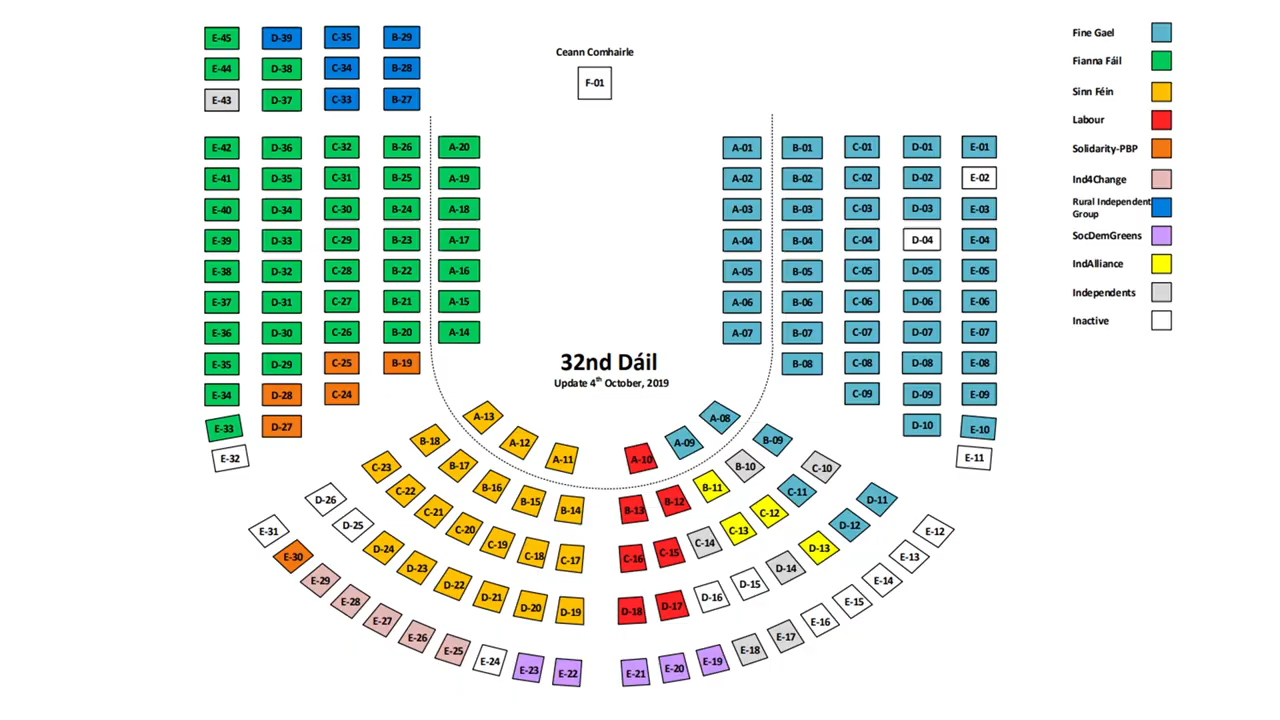 E-45 D-39 C-35 B-29
Ceann Comhairle
E-44 D-38 C-34 B-28
F-01
E-43 D-37 C-33 B-27
E-42 D-36 C-32 B-26 A-20 A-01 B-01 C-01 D-01 E-01
E-41 D-35 C-31 B-25 A-19 A-02 B-02 C-02 D-02 E-02
E-40 D-34 C-30 B-24 A-18 A-03 B-03 C-03 D-03 E-03
E-39 D-33 C-29 B-23 A-17 A-04 B-04 C-04 D-04 E-04
E-38 D-32 C-28 B-22 A-16 A-05 B-05 C-05 D-05 E-05
E-37 D-31 C-27 B-21 A-15 A-06 B-06 C-06 D-06 E-06
E-36 D-30 C-26 B-20 A-14 A-07 B-07 C-07 D-07 E-07
E-35 D-29 C-25 B-19 B-08 C-08 D-08 E-08
32nd Dáil
Update 4th October, 2019
E-34 D-28 C-24 C-09 D-09 E-09
E-33 D-27 D-10 E-10
E-32 E-11
A-13 A-12 A-11 A-10 A-09 A-08
B-18 B-17 B-16 B-15 B-14 B-13 B-12 B-11 B-10 B-09
C-23 C-22 C-21 C-20 C-19 C-18 C-17 C-16 C-15 C-14 C-13 C-12 C-11 C-10
D-26 D-25 D-24 D-23 D-22 D-21 D-20 D-19 D-18 D-17 D-16 D-15 D-14 D-13 D-12 D-11
E-31 E-30 E-29 E-28 E-27 E-26 E-25 E-24 E-23 E-22 E-21 E-20 E-19 E-18 E-17 E-16 E-15 E-14 E-13 E-12
Fine Gael
Fianna Fáil
Sinn Féin
Labour
Solidarity-PBP
Ind4Change
Rural Independent
Group
SocDemGreens
IndAlliance
Independents
Inactive